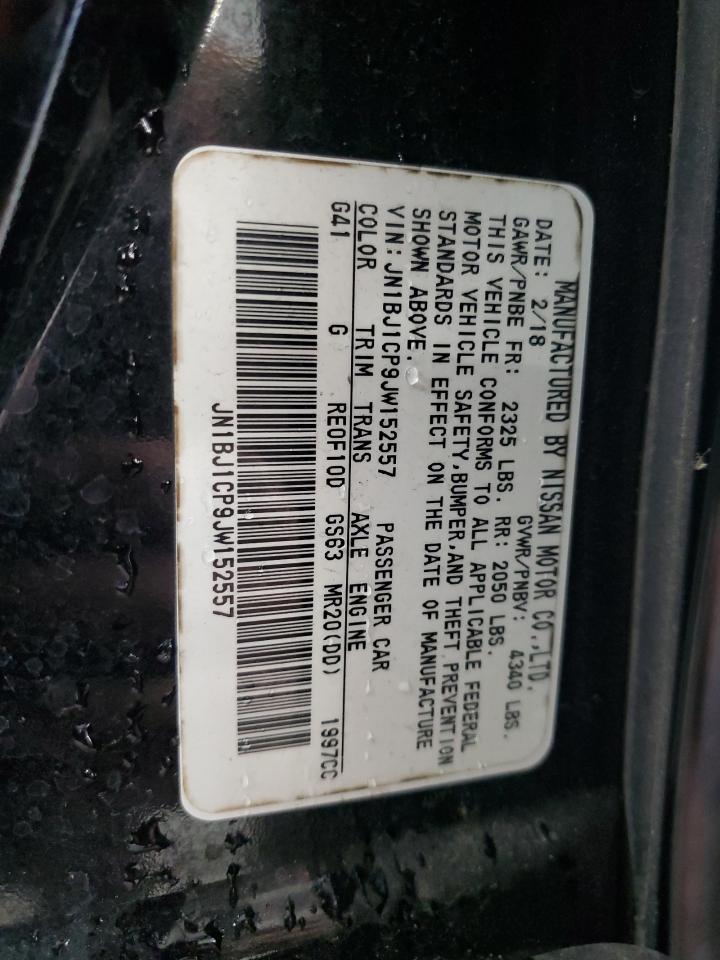 MANUFACTURED BY NISSAN MOTOR CO.,LTD.
DATE: 2/18 GVWR/PNBV: 4340 LBS.
GAWR/PNBE FR: 2325 LBS. RR: 2050 LBS.
THIS VEHICLE CONFORMS TO ALL APPLICABLE FEDERAL
MOTOR VEHICLE SAFETY,BUMPER,AND THEFT PREVENTION
STANDARDS IN EFFECT ON THE DATE OF MANUFACTURE
SHOWN ABOVE.
VIN:JN1BJ1CP9JW152557 PASSENGER CAR
COLOR TRIM TRANS AXLE ENGINE
G41 G RE0F10D GS63 MR20(DD) 1997CC
JN1BJ1CP9JW152557